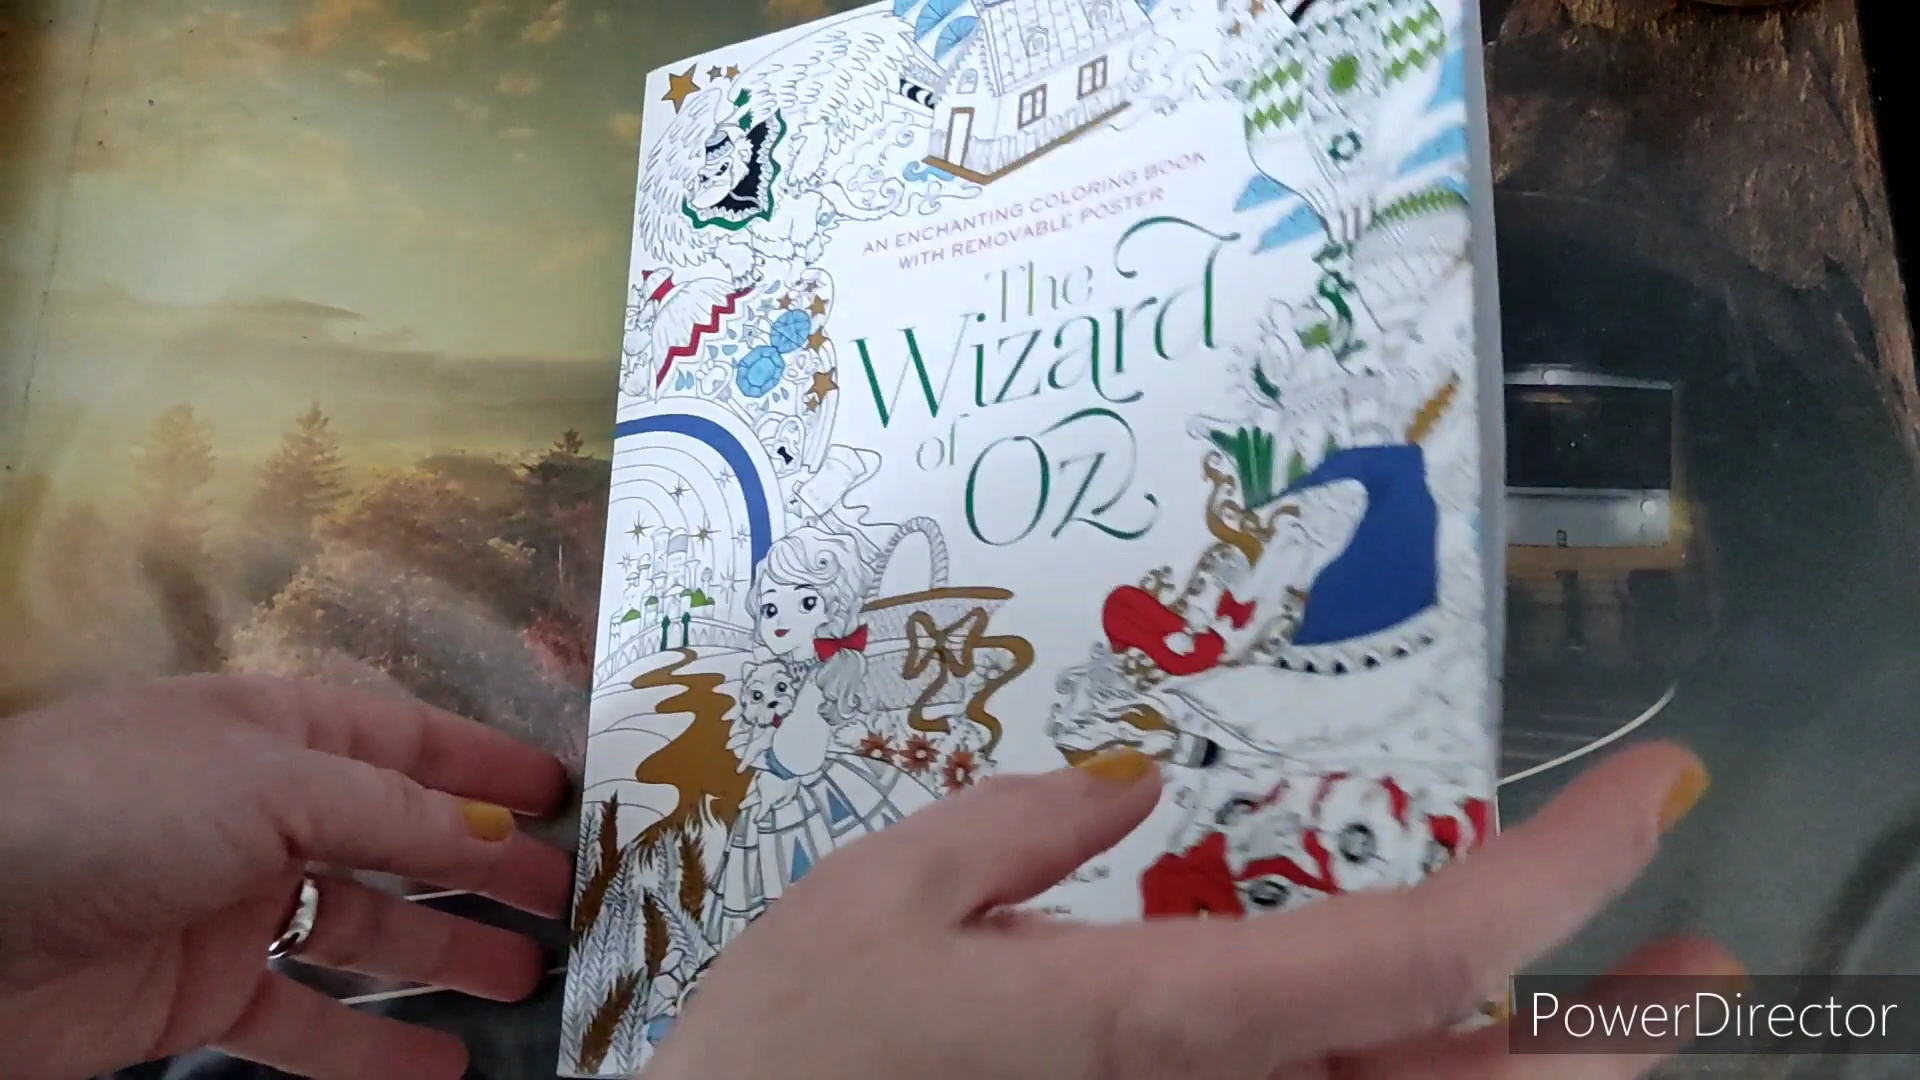 AN ENCHANTING COLORING BOOK
WITH REMOVABLE POSTER
The
Wizard
of
Oz
PowerDirector